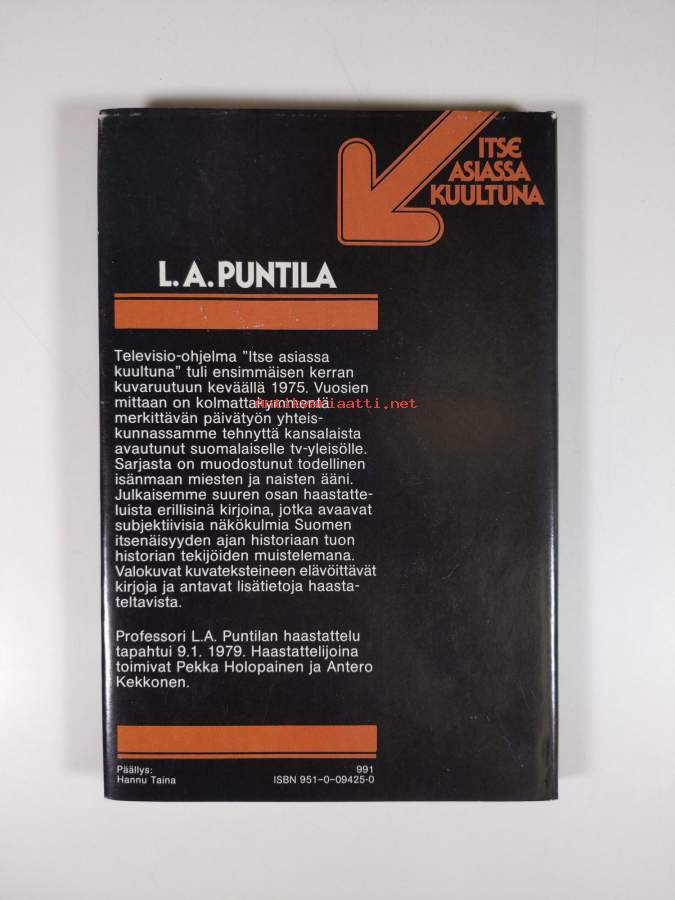 ITSE
ASIASSA
KUULTUNA
L.A.PUNTILA
Televisio-ohjelma ”Itse asiassa
kuultuna” tuli ensimmäisen kerran
kuvaruutuun keväällä 1975. Vuosien
mittaan on kolmattakymmentä
merkittävän päivätyön yhteis-
kunnassamme tehnyttä kansalaista
avautunut suomalaiselle tv-yleisölle.
Sarjasta on muodostunut todellinen
isänmaan miesten ja naisten ääni.
Julkaisemme suuren osan haastatte-
luista erillisinä kirjoina, jotka avaavat
subjektiivisia näkökulmia Suomen
itsenäisyyden ajan historiaan tuon
historian tekijöiden muistelemana.
Valokuvat kuvateksteineen elävöittävät
kirjoja ja antavat lisätietoja haasta-
teltavista.
Professori L.A. Puntilan haastattelu
tapahtui 9.1. 1979. Haastattelijoina
toimivat Pekka Holopainen ja Antero
Kekkonen.
Päällys:
Hannu Taina
991
ISBN 951-0-09425-0